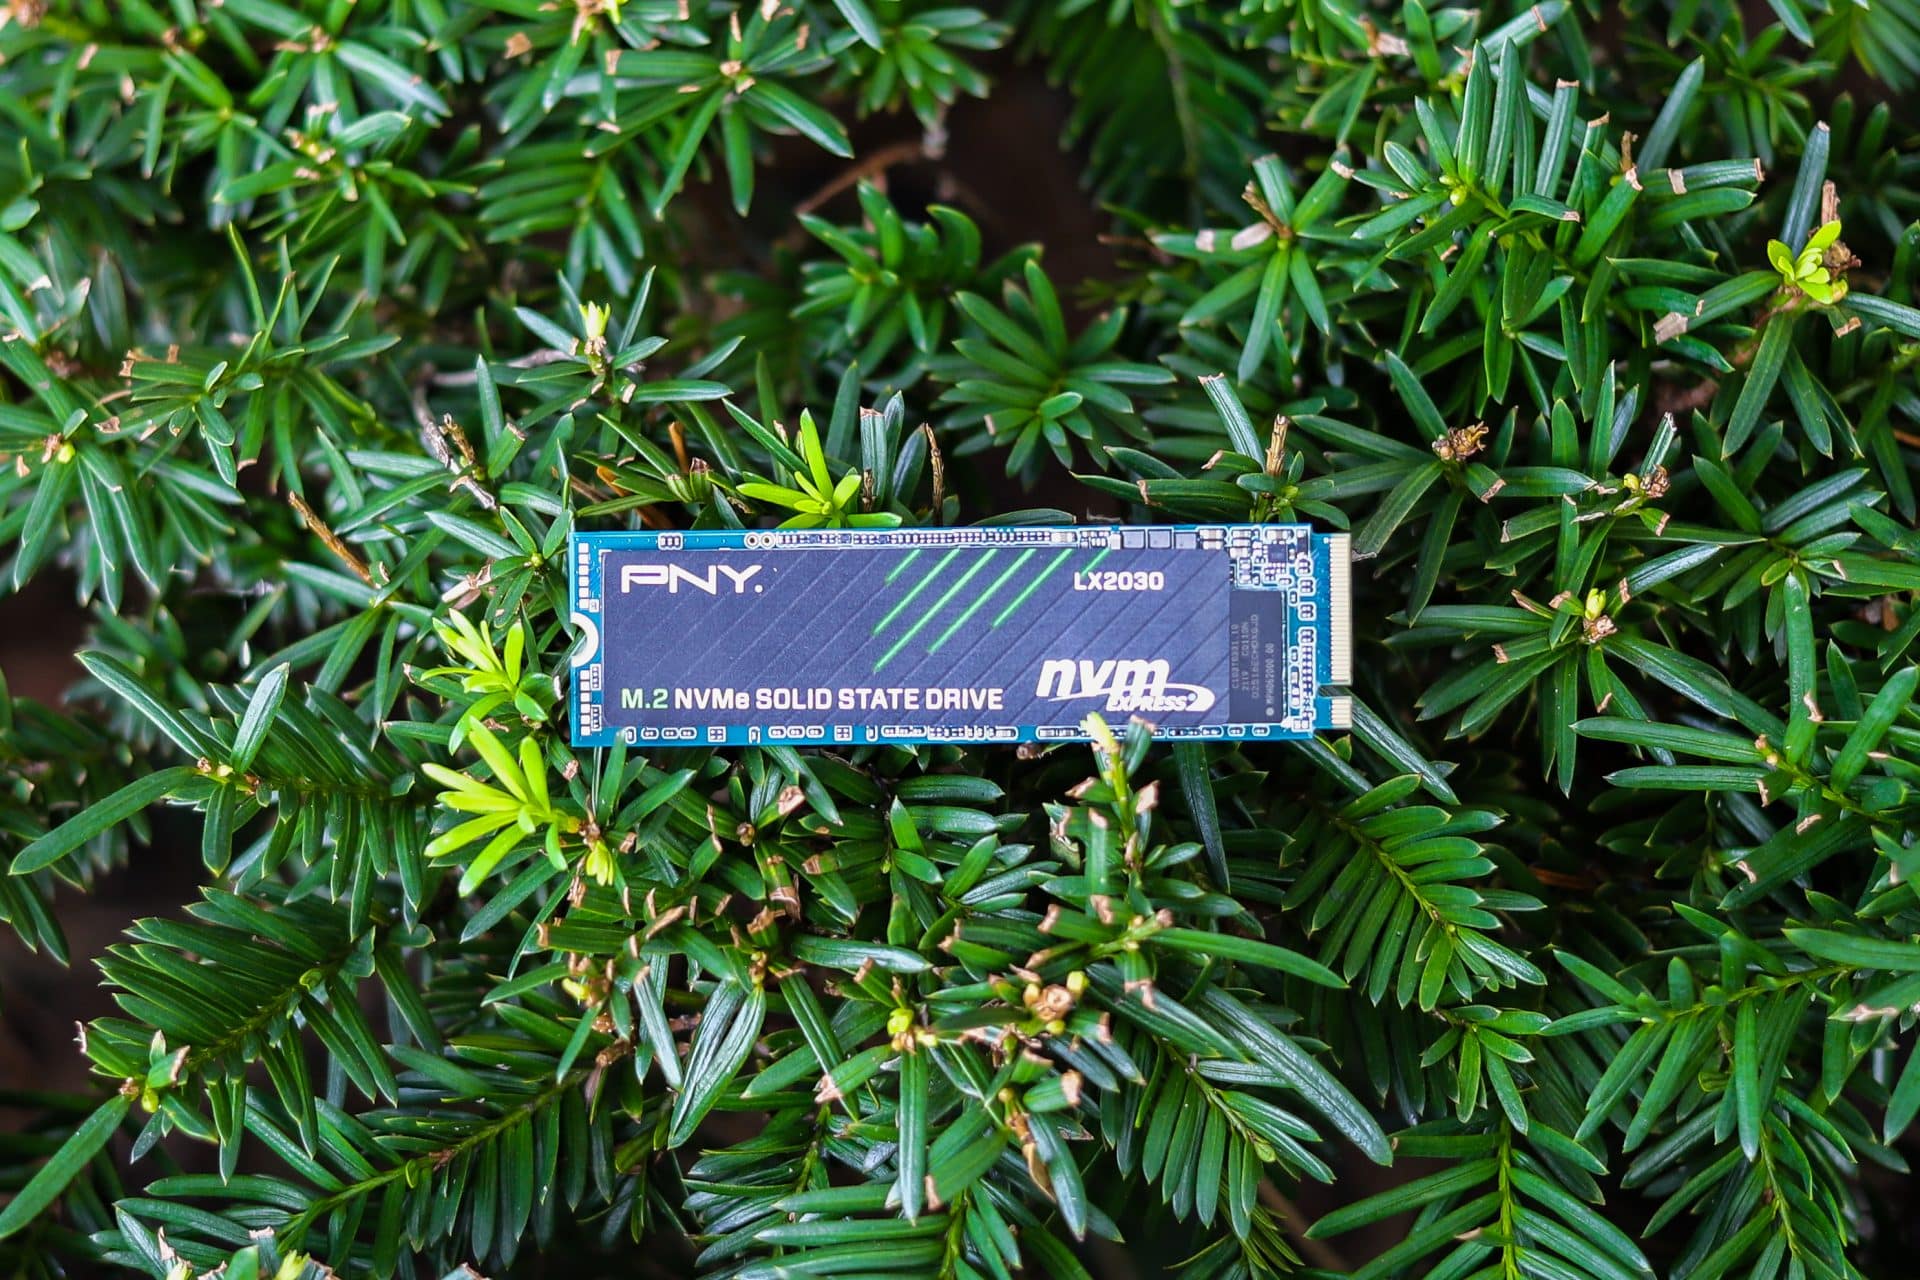 PNY.
LX2030
M.2 NVMe SOLID STATE DRIVE
nvm
EXPRESS